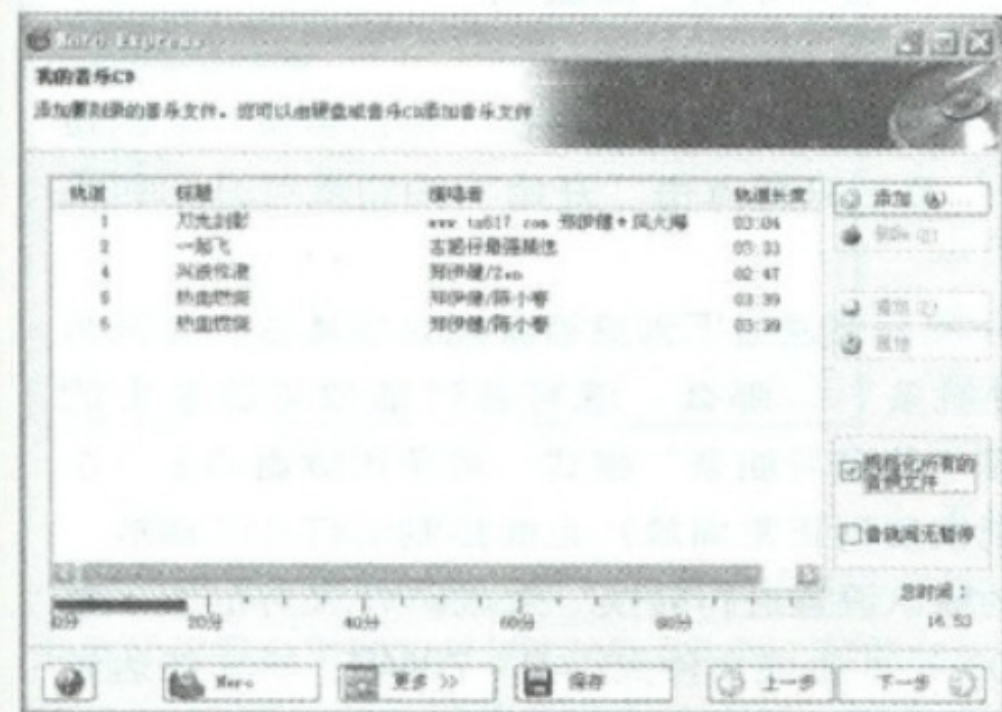 Nero Express
我的音乐CD
添加要刻录的音乐文件。您可以由硬盘或音乐CD添加音乐文件
轨道 标题 演唱者 轨道长度
1 刀光剑影 郑伊健+风火海 03:04
2 一起飞 古惑仔最强精选 03:33
4 兴波作浪 郑伊健/Zen 02:47
5 热血燃烧 郑伊健/陈小春 03:39
6 热血燃烧 郑伊健/陈小春 03:39
添加(A)...
删除(D)
播放(P)
属性
规格化所有的
音频文件
音轨间无暂停
总时间：
0分 20分 40分 60分 80分
16:53
Nero
更多 >>
保存
上一步
下一步